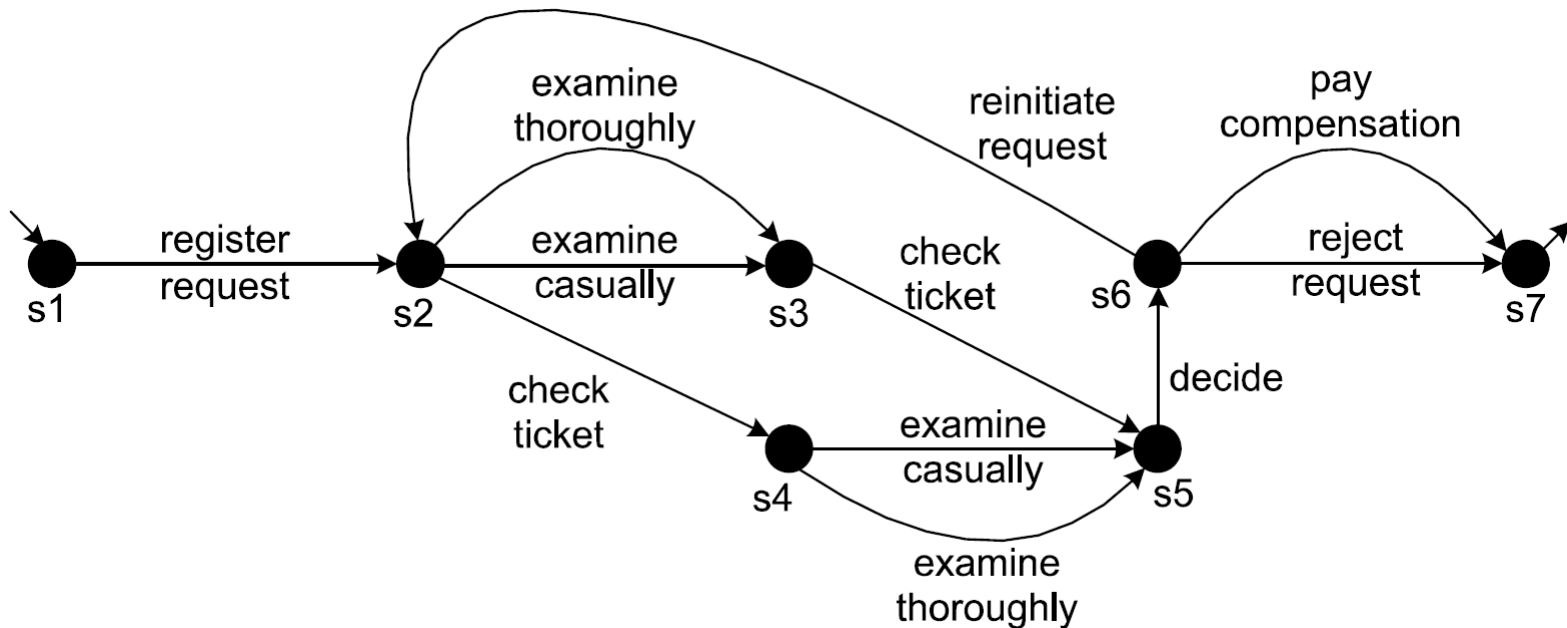 examine
thoroughly
reinitiate
request
pay
compensation
register
request
examine
casually
check
ticket
reject
request
s1
s2
s3
s6
s7
check
ticket
decide
examine
casually
s4
s5
examine
thoroughly